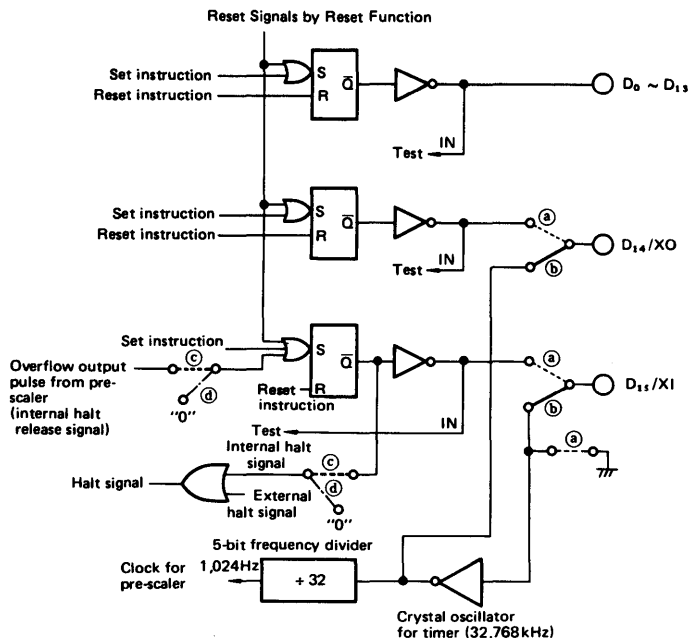 Reset Signals by Reset Function
Set instruction
Reset instruction
S
R
Q̅
D₀ ~ D₁₃
IN
Test
Set instruction
Reset instruction
S
R
Q̅
ⓐ
D₁₄/XO
ⓑ
IN
Test
Set instruction
Overflow output
pulse from pre-
scaler
(internal halt
release signal)
ⓒ
ⓓ
"0"
S
R
Q̅
Reset
instruction
ⓐ
D₁₅/XI
ⓑ
IN
Test
ⓐ
Internal halt
signal
ⓒ
ⓓ
"0"
Halt signal
External
halt signal
5-bit frequency divider
Clock for
pre-scaler
1,024Hz
÷ 32
Crystal oscillator
for timer (32.768kHz)